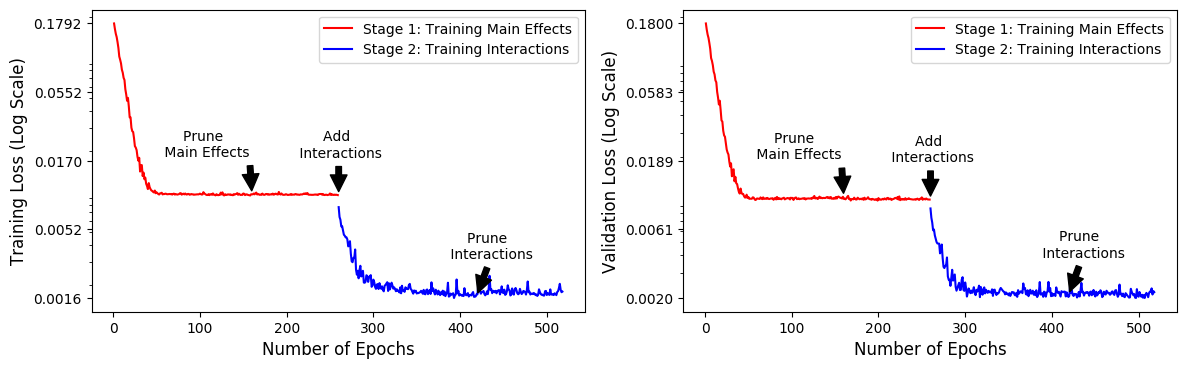 Training Loss (Log Scale)
0.1792
0.0552
0.0170
0.0052
0.0016
Stage 1: Training Main Effects
Stage 2: Training Interactions
Prune
Main Effects
Add
Interactions
Prune
Interactions
0 100 200 300 400 500
Number of Epochs
Validation Loss (Log Scale)
0.1800
0.0583
0.0189
0.0061
0.0020
Stage 1: Training Main Effects
Stage 2: Training Interactions
Prune
Main Effects
Add
Interactions
Prune
Interactions
0 100 200 300 400 500
Number of Epochs